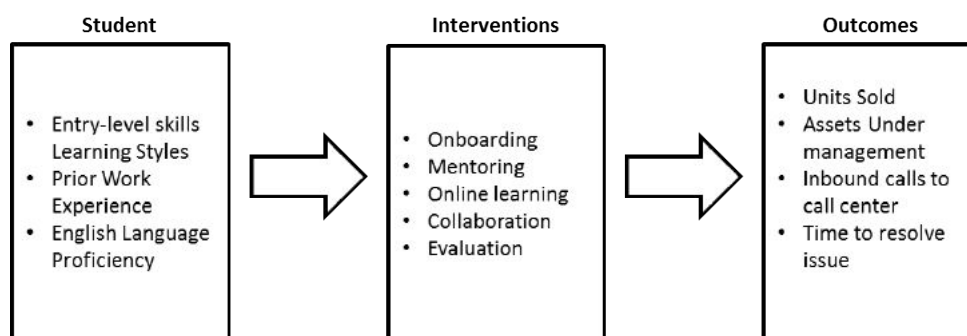 Student
Entry-level skills
Learning Styles
Prior Work
Experience
English Language
Proficiency
Interventions
Onboarding
Mentoring
Online learning
Collaboration
Evaluation
Outcomes
Units Sold
Assets Under
management
Inbound calls to
call center
Time to resolve
issue